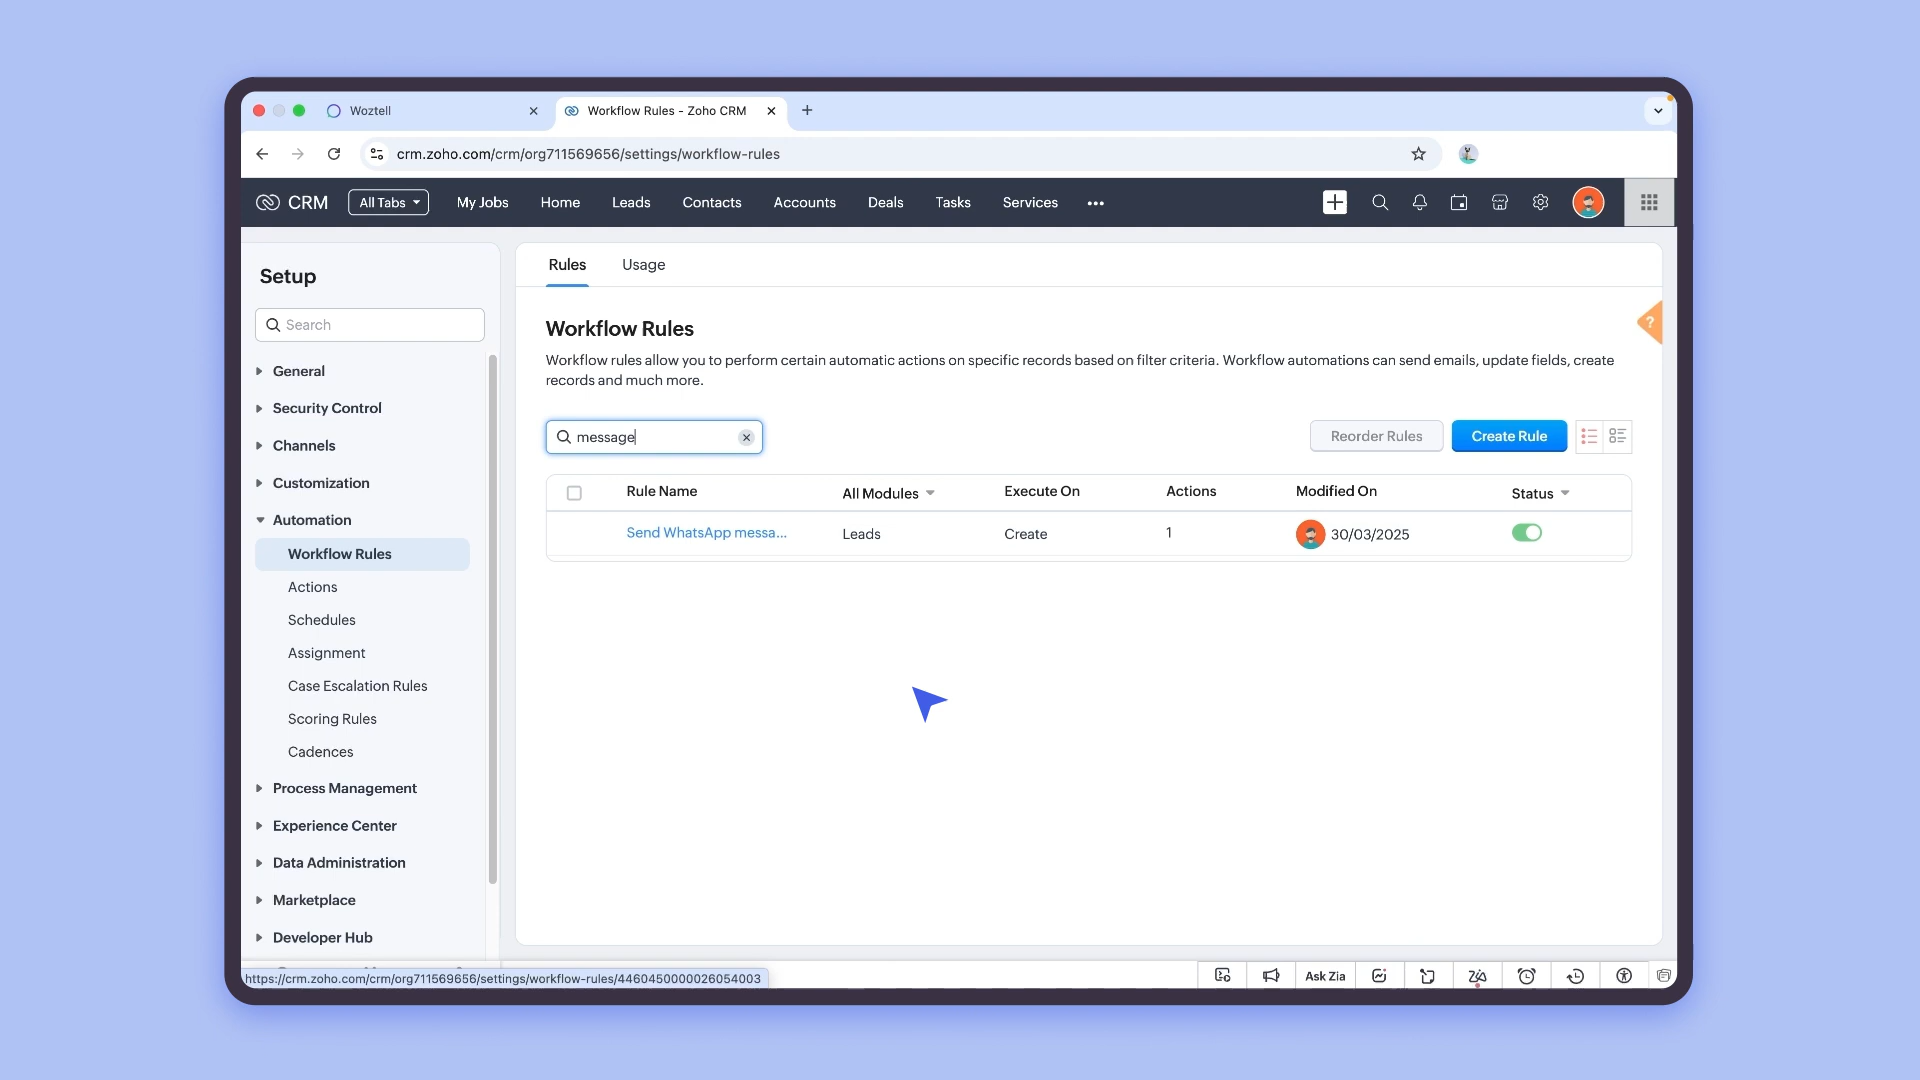 Woztell
Workflow Rules - Zoho CRM
crm.zoho.com/crm/org711569656/settings/workflow-rules
CRM
All Tabs
My Jobs
Home
Leads
Contacts
Accounts
Deals
Tasks
Services
Setup
Search
General
Security Control
Channels
Customization
Automation
Workflow Rules
Actions
Schedules
Assignment
Case Escalation Rules
Scoring Rules
Cadences
Process Management
Experience Center
Data Administration
Marketplace
Developer Hub
Rules
Usage
Workflow Rules
Workflow rules allow you to perform certain automatic actions on specific records based on filter criteria. Workflow automations can send emails, update fields, create
records and much more.
?
message
Reorder Rules
Create Rule
Rule Name
All Modules
Execute On
Actions
Modified On
Status
Send WhatsApp messa...
Leads
Create
1
30/03/2025
https://crm.zoho.com/crm/org711569656/settings/workflow-rules/4460450000026054003
Ask Zia